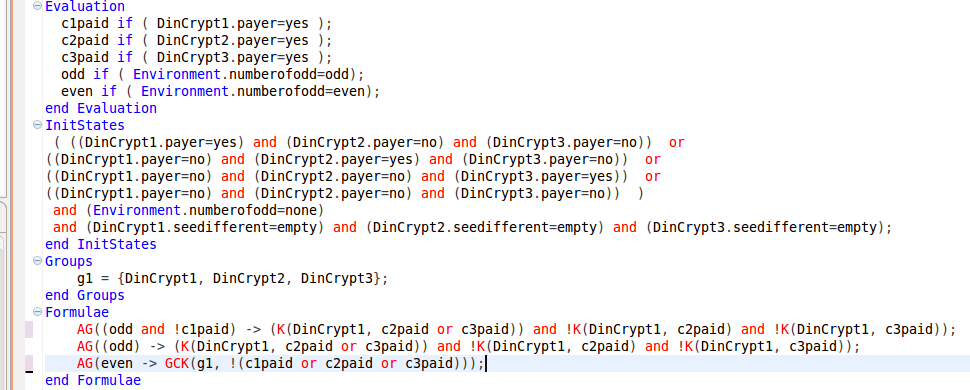 Evaluation
c1paid if ( DinCrypt1.payer=yes );
c2paid if ( DinCrypt2.payer=yes );
c3paid if ( DinCrypt3.payer=yes );
odd if ( Environment.numberofodd=odd);
even if ( Environment.numberofodd=even);
end Evaluation
InitStates
( ((DinCrypt1.payer=yes) and (DinCrypt2.payer=no) and (DinCrypt3.payer=no)) or
((DinCrypt1.payer=no) and (DinCrypt2.payer=yes) and (DinCrypt3.payer=no)) or
((DinCrypt1.payer=no) and (DinCrypt2.payer=no) and (DinCrypt3.payer=yes)) or
((DinCrypt1.payer=no) and (DinCrypt2.payer=no) and (DinCrypt3.payer=no)) )
and (Environment.numberofodd=none)
and (DinCrypt1.seedifferent=empty) and (DinCrypt2.seedifferent=empty) and (DinCrypt3.seedifferent=empty);
end InitStates
Groups
g1 = {DinCrypt1, DinCrypt2, DinCrypt3};
end Groups
Formulae
AG((odd and !c1paid) -> (K(DinCrypt1, c2paid or c3paid)) and !K(DinCrypt1, c2paid) and !K(DinCrypt1, c3paid));
AG((odd) -> (K(DinCrypt1, c2paid or c3paid)) and !K(DinCrypt1, c2paid) and !K(DinCrypt1, c3paid));
AG(even -> GCK(g1, !(c1paid or c2paid or c3paid)));
end Formulae